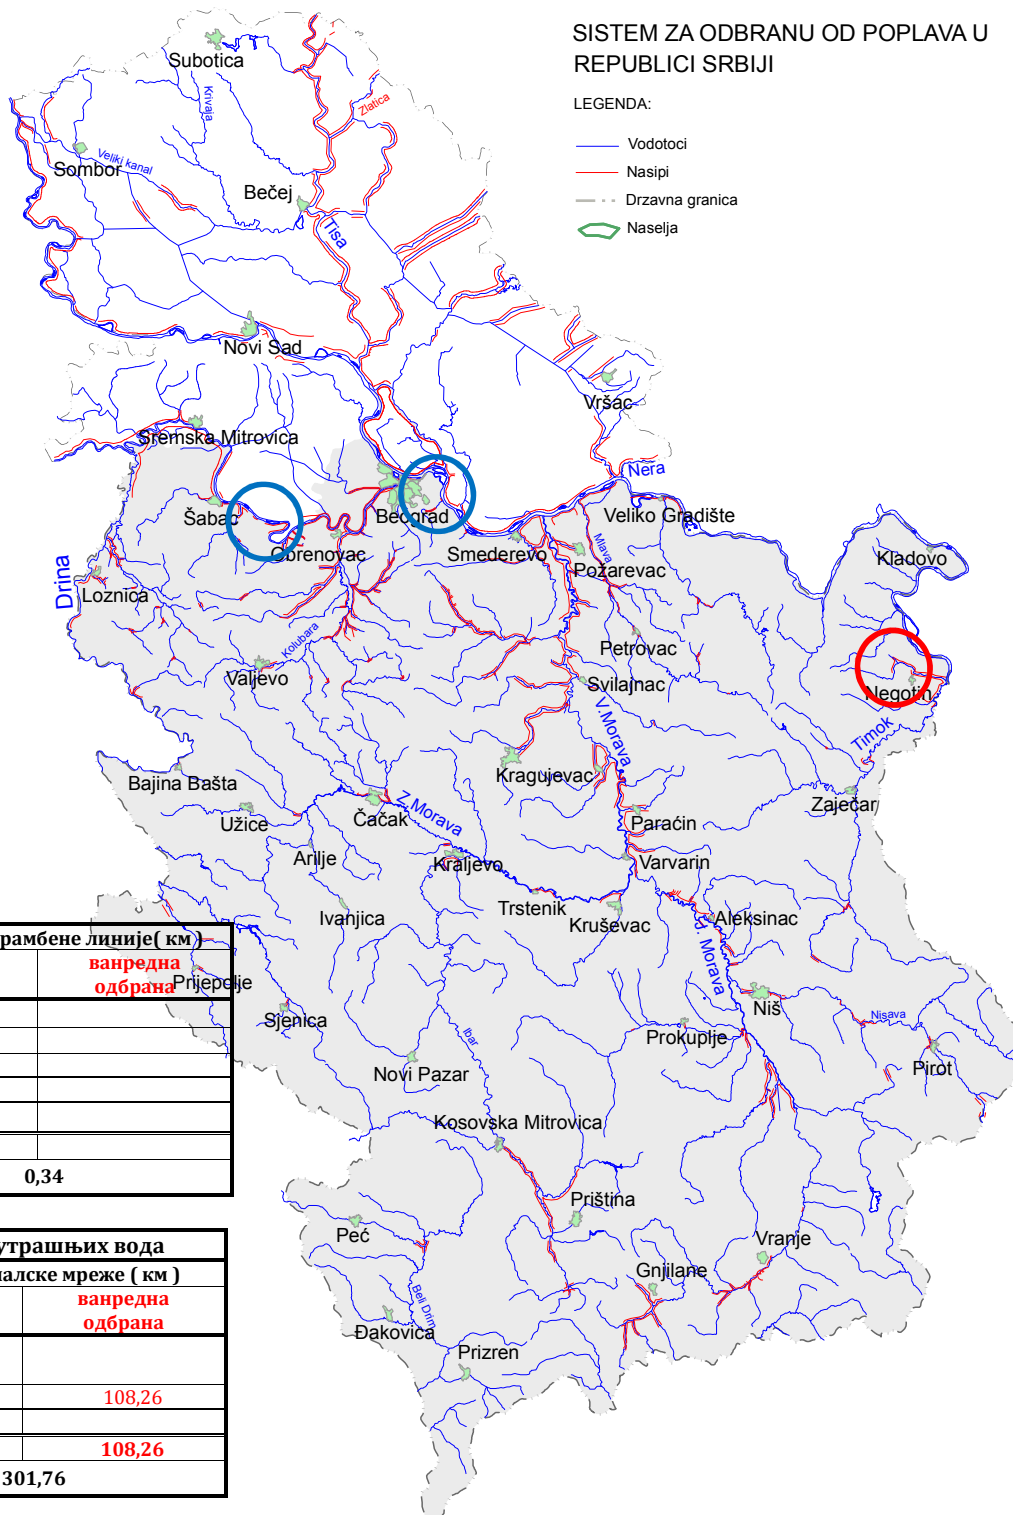 SISTEM ZA ODBRANU OD POPLAVA U
REPUBLICI SRBIJI
LEGENDA:
Vodotoci
Nasipi
Drzavna granica
Naselja
Subotica
Krivaja
Zlatica
Sombor
Veliki kanal
Bečej
Tisa
Novi Sad
Vršac
Sremska Mitrovica
Nera
Šabac
Beograd
Veliko Gradište
Obrenovac
Smederevo
Mlava
Požarevac
Kladovo
Drina
Loznica
Kolubara
Petrovac
Valjevo
Svilajnac
Negotin
V.Morava
Timok
Bajina Bašta
Kragujevac
Zaječar
Užice
Čačak
Z.Morava
Paraćin
Arilje
Kraljevo
Varvarin
Ivanjica
Trstenik
Kruševac
Aleksinac
J. Morava
рамбене линије( км )
ванредна
одбрана
Prijepolje
Sjenica
Niš
Nisava
Ibar
Prokuplje
Pirot
Novi Pazar
Kosovska Mitrovica
0,34
Priština
Peć
Vranje
утрашњих вода
Gnjilane
налске мреже ( км )
ванредна
одбрана
Beli Drim
Đakovica
Prizren
108,26
108,26
301,76